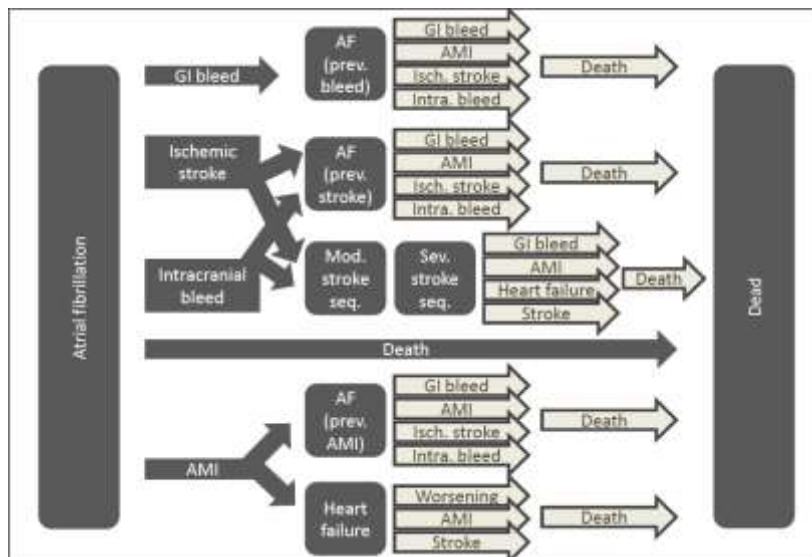 Atrial fibrillation
GI bleed
AF
(prev.
bleed)
GI bleed
AMI
Isch. stroke
Intra. bleed
Death
Ischemic
stroke
AF
(prev.
stroke)
GI bleed
AMI
Isch. stroke
Intra. bleed
Death
Intracranial
bleed
Mod.
stroke
seq.
Sev.
stroke
seq.
GI bleed
AMI
Heart failure
Stroke
Death
Death
AMI
AF
(prev.
AMI)
GI bleed
AMI
Isch. stroke
Intra. bleed
Death
Heart
failure
Worsening
AMI
Stroke
Death
Dead